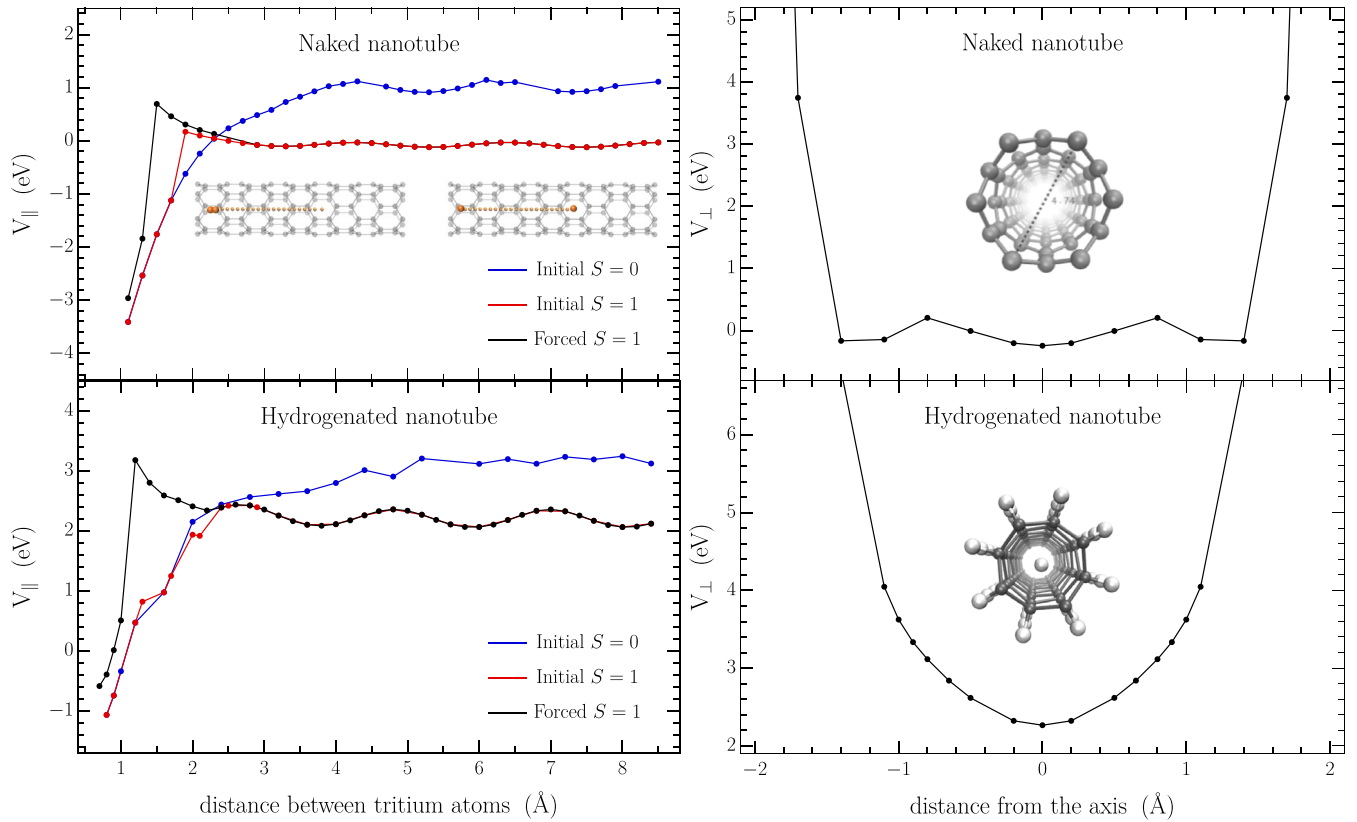 Naked nanotube
2
1
0
−1
−2
−3
−4
V∥ (eV)
Initial S = 0
Initial S = 1
Forced S = 1
Naked nanotube
5
4
3
2
1
0
V⊥ (eV)
4.74
Hydrogenated nanotube
4
3
2
1
0
−1
V∥ (eV)
Initial S = 0
Initial S = 1
Forced S = 1
1 2 3 4 5 6 7 8
distance between tritium atoms (Å)
Hydrogenated nanotube
6
5
4
3
2
V⊥ (eV)
−2 −1 0 1 2
distance from the axis (Å)